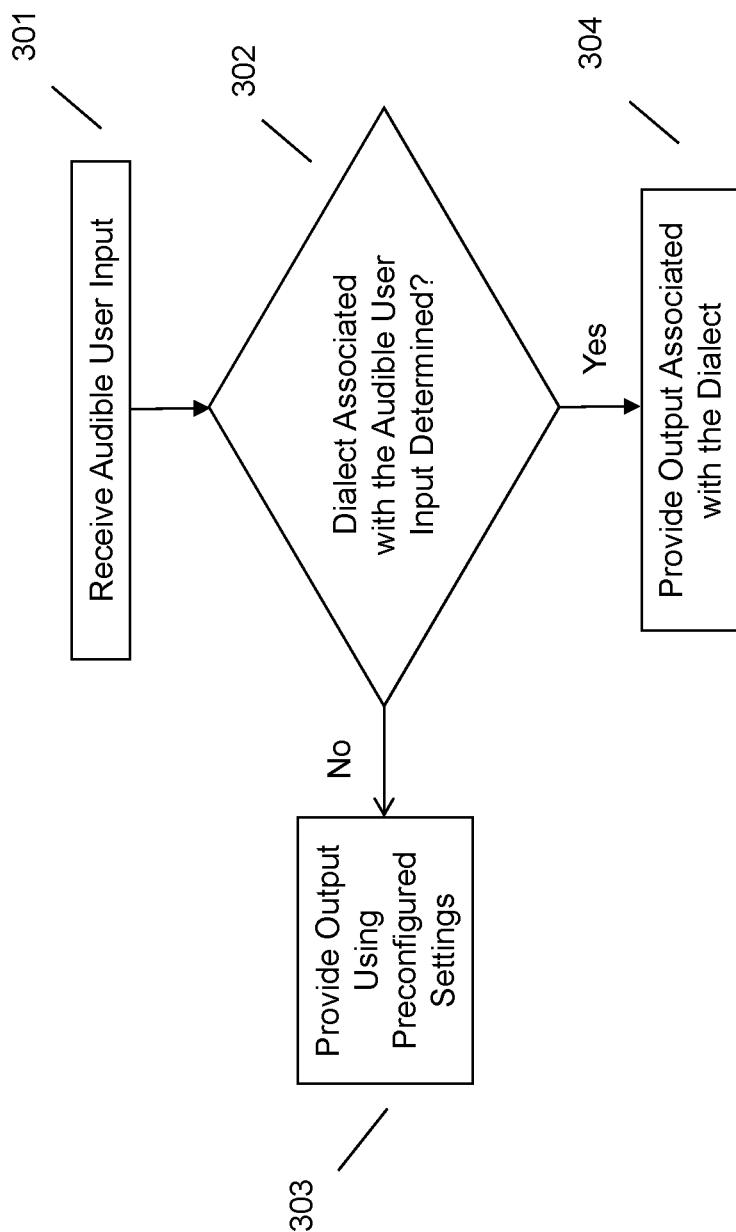 301
Receive Audible User Input
302
Dialect Associated
with the Audible User
Input Determined?
No
303
Provide Output
Using
Preconfigured
Settings
Yes
304
Provide Output Associated
with the Dialect